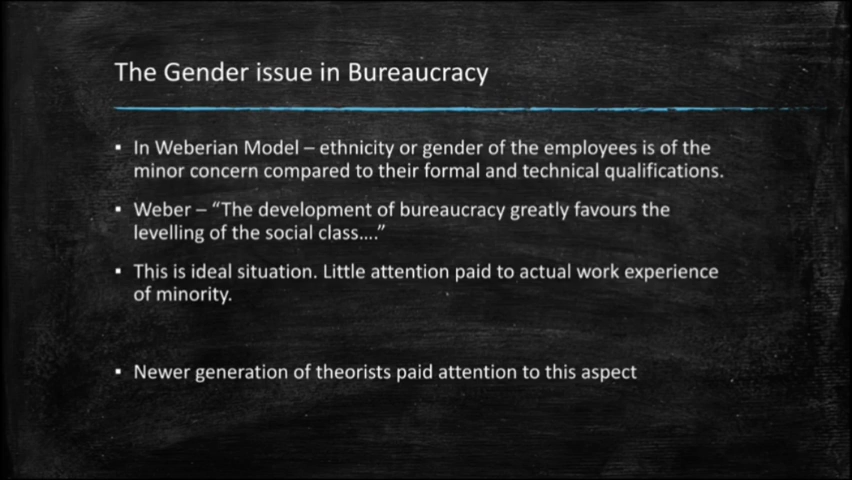 The Gender issue in Bureaucracy
▪ In Weberian Model – ethnicity or gender of the employees is of the
minor concern compared to their formal and technical qualifications.
▪ Weber – “The development of bureaucracy greatly favours the
levelling of the social class….”
▪ This is ideal situation. Little attention paid to actual work experience
of minority.
▪ Newer generation of theorists paid attention to this aspect